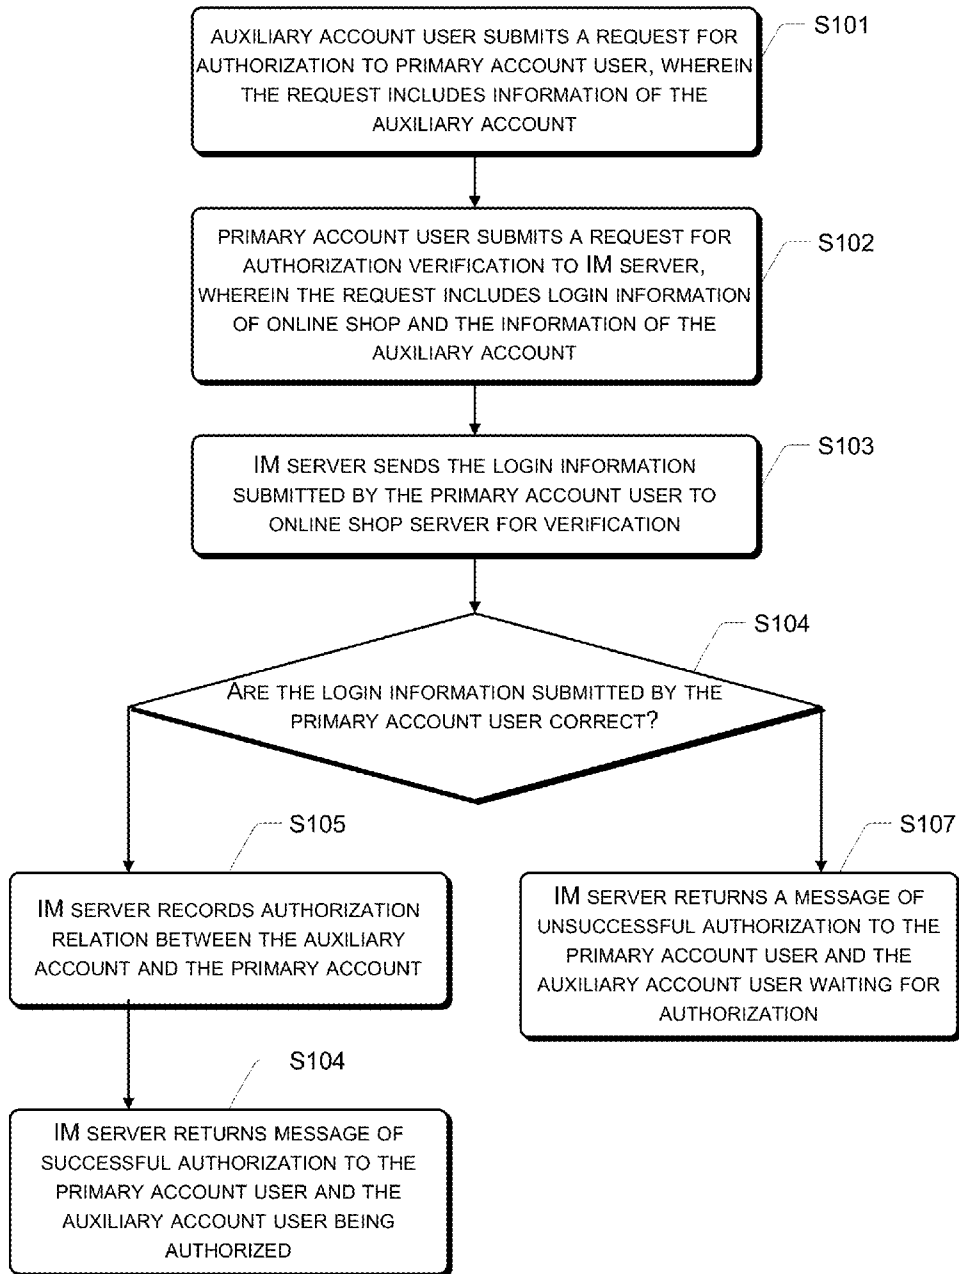 S101
AUXILIARY ACCOUNT USER SUBMITS A REQUEST FOR
AUTHORIZATION TO PRIMARY ACCOUNT USER, WHEREIN
THE REQUEST INCLUDES INFORMATION OF THE
AUXILIARY ACCOUNT
S102
PRIMARY ACCOUNT USER SUBMITS A REQUEST FOR
AUTHORIZATION VERIFICATION TO IM SERVER,
WHEREIN THE REQUEST INCLUDES LOGIN INFORMATION
OF ONLINE SHOP AND THE INFORMATION OF THE
AUXILIARY ACCOUNT
S103
IM SERVER SENDS THE LOGIN INFORMATION
SUBMITTED BY THE PRIMARY ACCOUNT USER TO
ONLINE SHOP SERVER FOR VERIFICATION
S104
ARE THE LOGIN INFORMATION SUBMITTED BY THE
PRIMARY ACCOUNT USER CORRECT?
S105
IM SERVER RECORDS AUTHORIZATION
RELATION BETWEEN THE AUXILIARY
ACCOUNT AND THE PRIMARY ACCOUNT
S107
IM SERVER RETURNS A MESSAGE OF
UNSUCCESSFUL AUTHORIZATION TO THE
PRIMARY ACCOUNT USER AND THE
AUXILIARY ACCOUNT USER WAITING FOR
AUTHORIZATION
S104
IM SERVER RETURNS MESSAGE OF
SUCCESSFUL AUTHORIZATION TO THE
PRIMARY ACCOUNT USER AND THE
AUXILIARY ACCOUNT USER BEING
AUTHORIZED